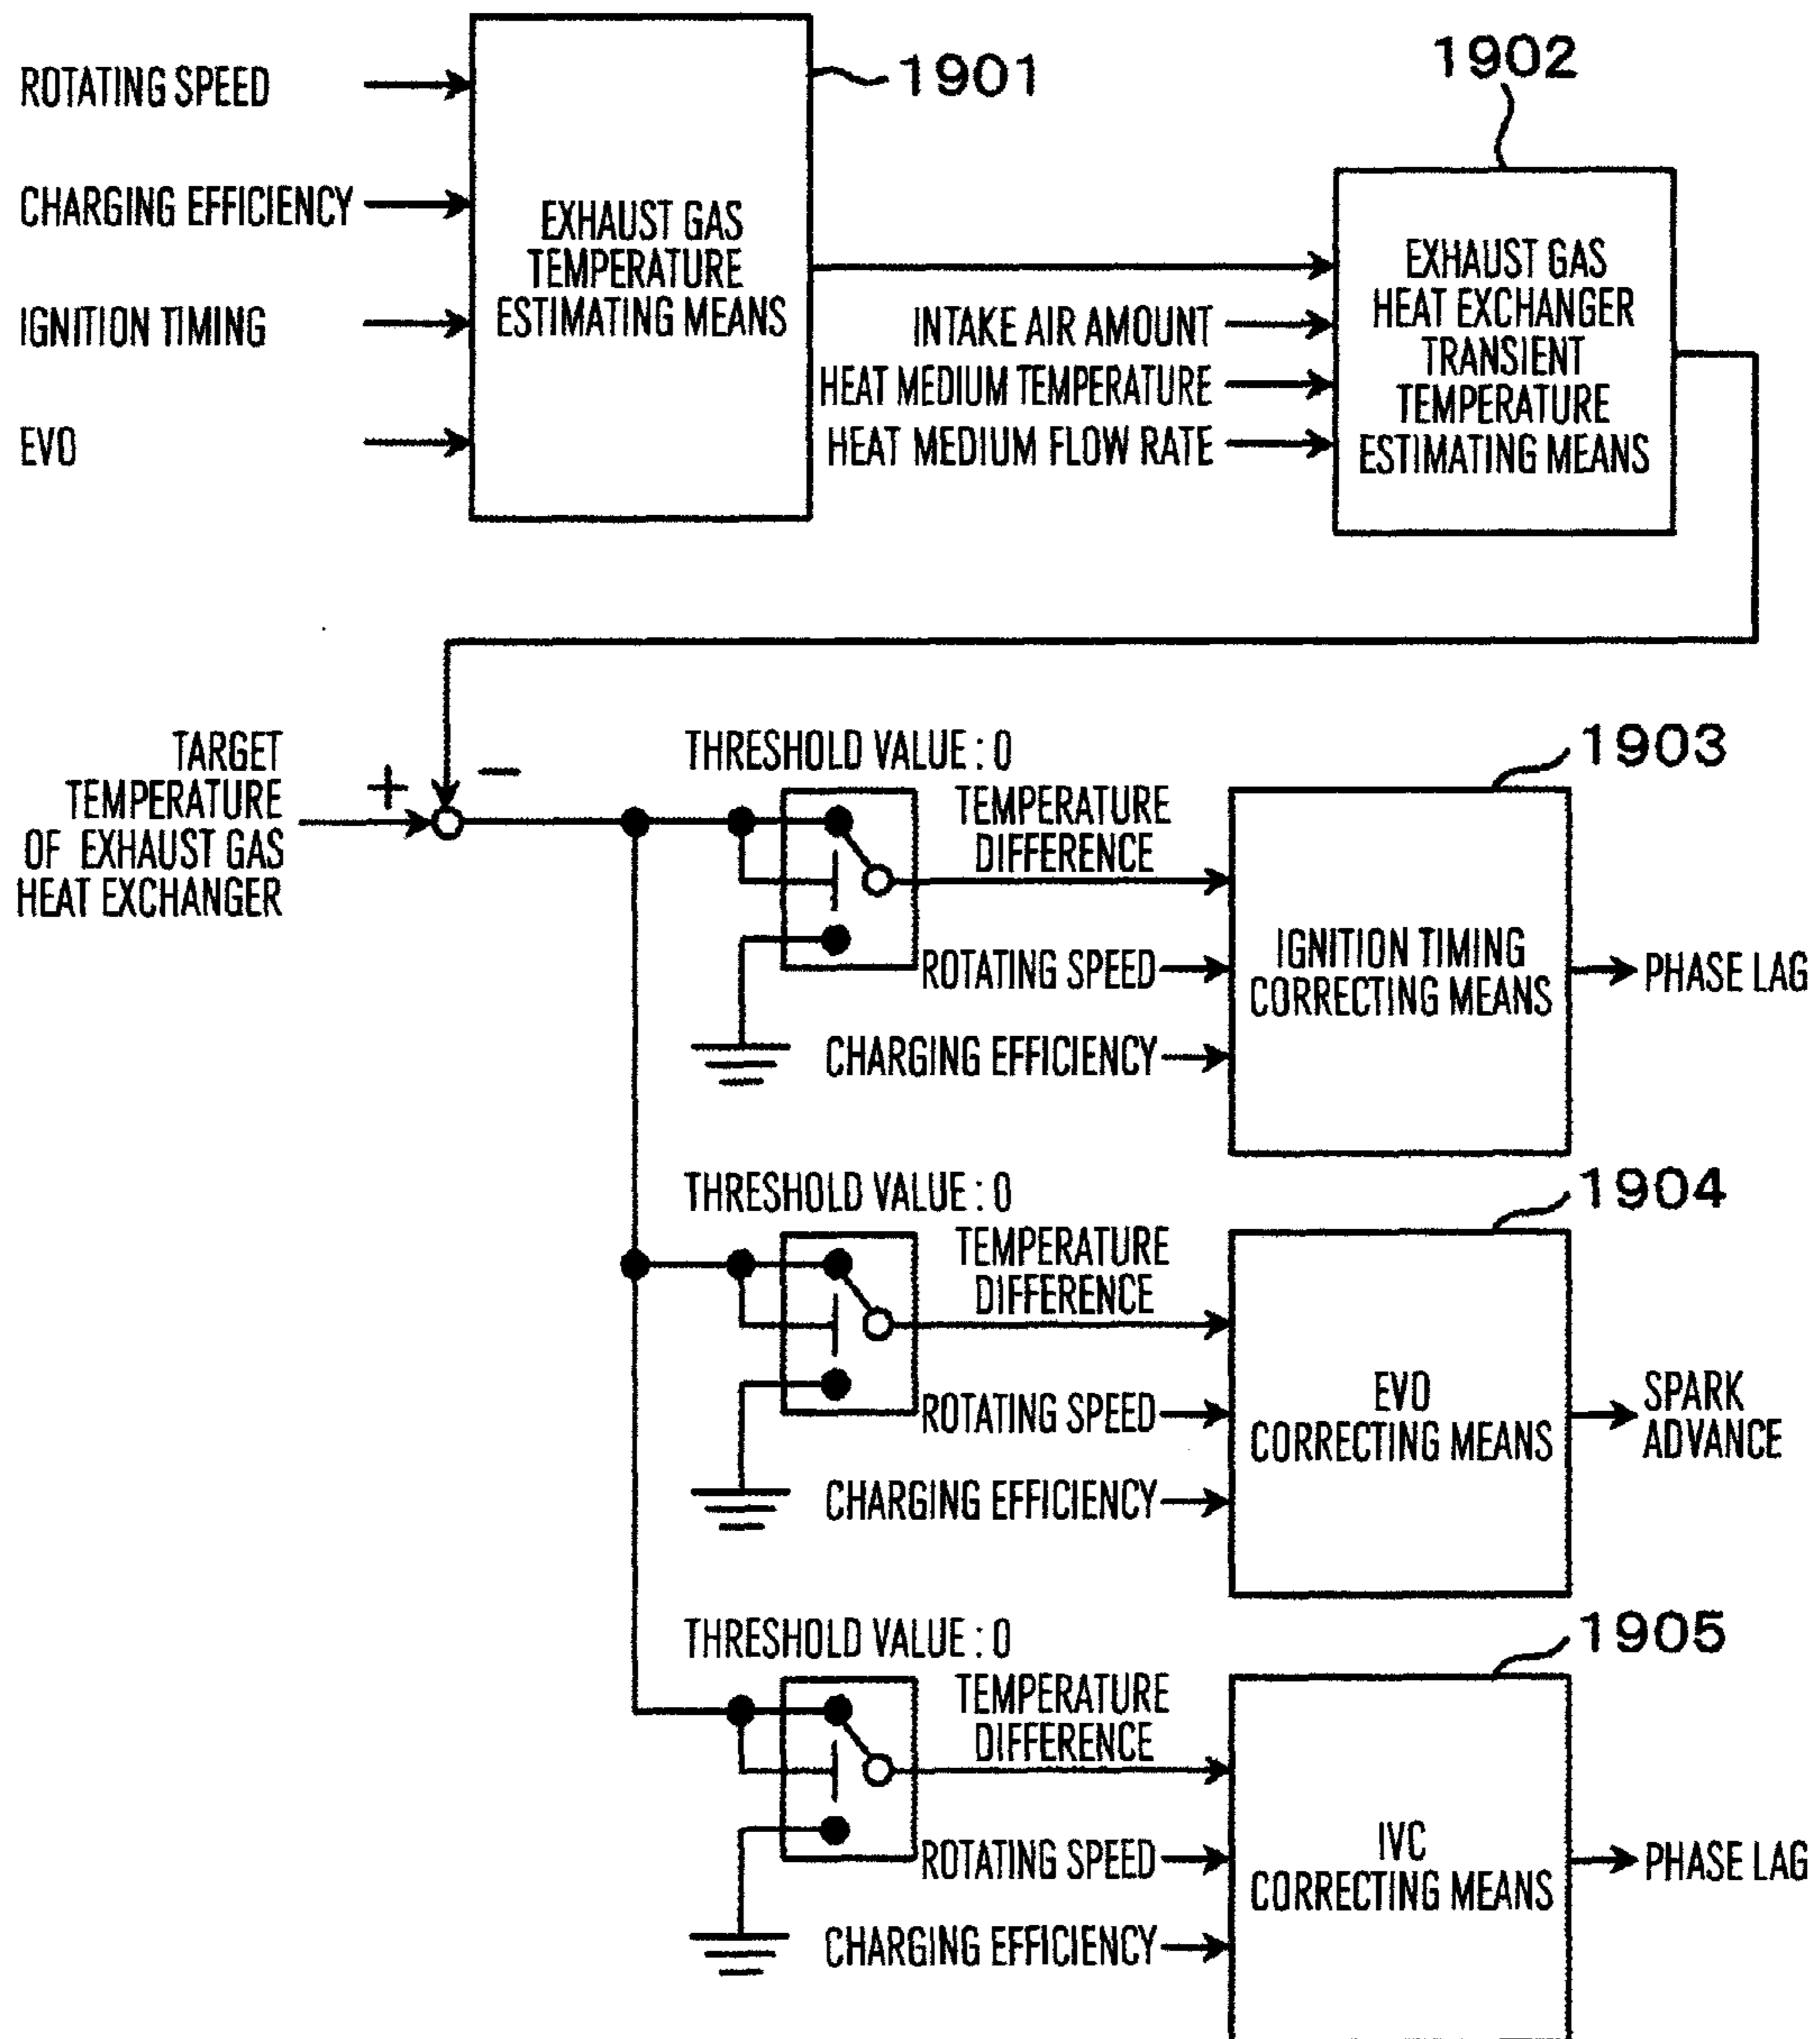 ROTATING SPEED
CHARGING EFFICIENCY
IGNITION TIMING
EVO
EXHAUST GAS
TEMPERATURE
ESTIMATING MEANS
1901
1902
INTAKE AIR AMOUNT
HEAT MEDIUM TEMPERATURE
HEAT MEDIUM FLOW RATE
EXHAUST GAS
HEAT EXCHANGER
TRANSIENT
TEMPERATURE
ESTIMATING MEANS
TARGET
TEMPERATURE
OF EXHAUST GAS
HEAT EXCHANGER
+
−
THRESHOLD VALUE : 0
TEMPERATURE
DIFFERENCE
ROTATING SPEED
CHARGING EFFICIENCY
1903
IGNITION TIMING
CORRECTING MEANS
PHASE LAG
THRESHOLD VALUE : 0
TEMPERATURE
DIFFERENCE
ROTATING SPEED
CHARGING EFFICIENCY
1904
EVO
CORRECTING MEANS
SPARK
ADVANCE
THRESHOLD VALUE : 0
TEMPERATURE
DIFFERENCE
ROTATING SPEED
CHARGING EFFICIENCY
1905
IVC
CORRECTING MEANS
PHASE LAG